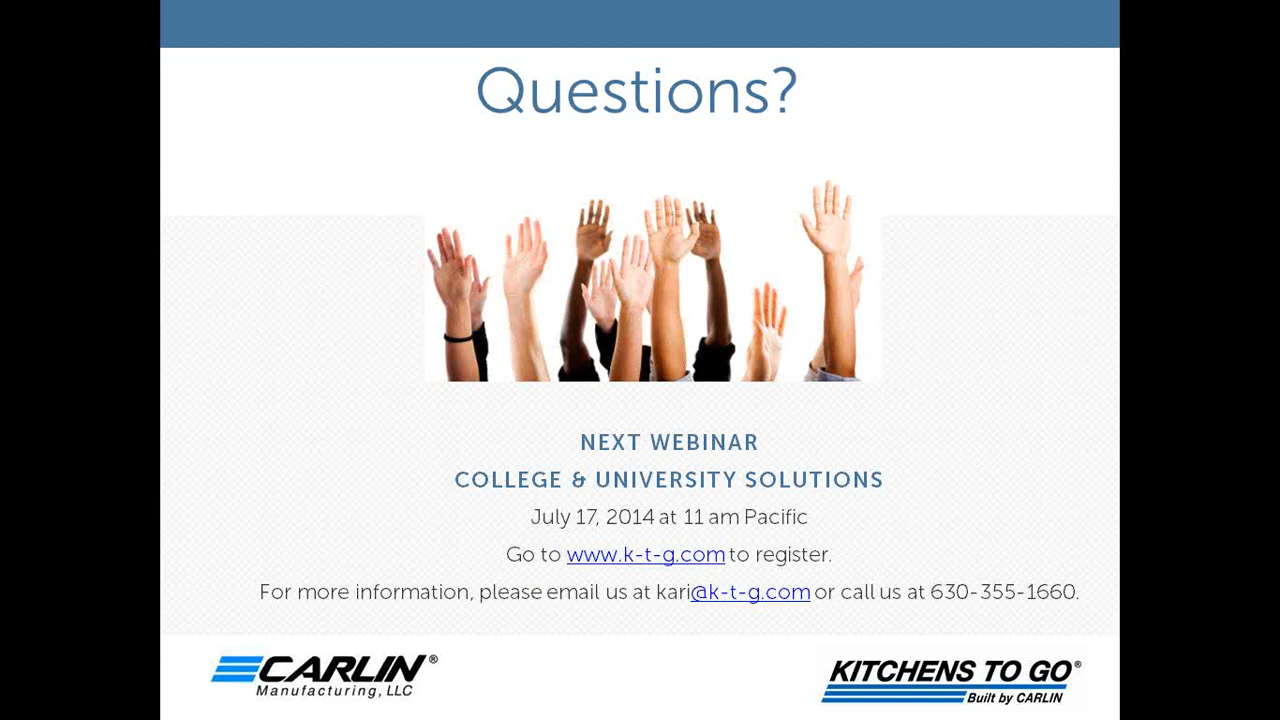 Questions?
NEXT WEBINAR
COLLEGE & UNIVERSITY SOLUTIONS
July 17, 2014 at 11 am Pacific
Go to www.k-t-g.com to register.
For more information, please email us at kari@k-t-g.com or call us at 630-355-1660.
CARLIN®
Manufacturing, LLC
KITCHENS TO GO®
Built by CARLIN